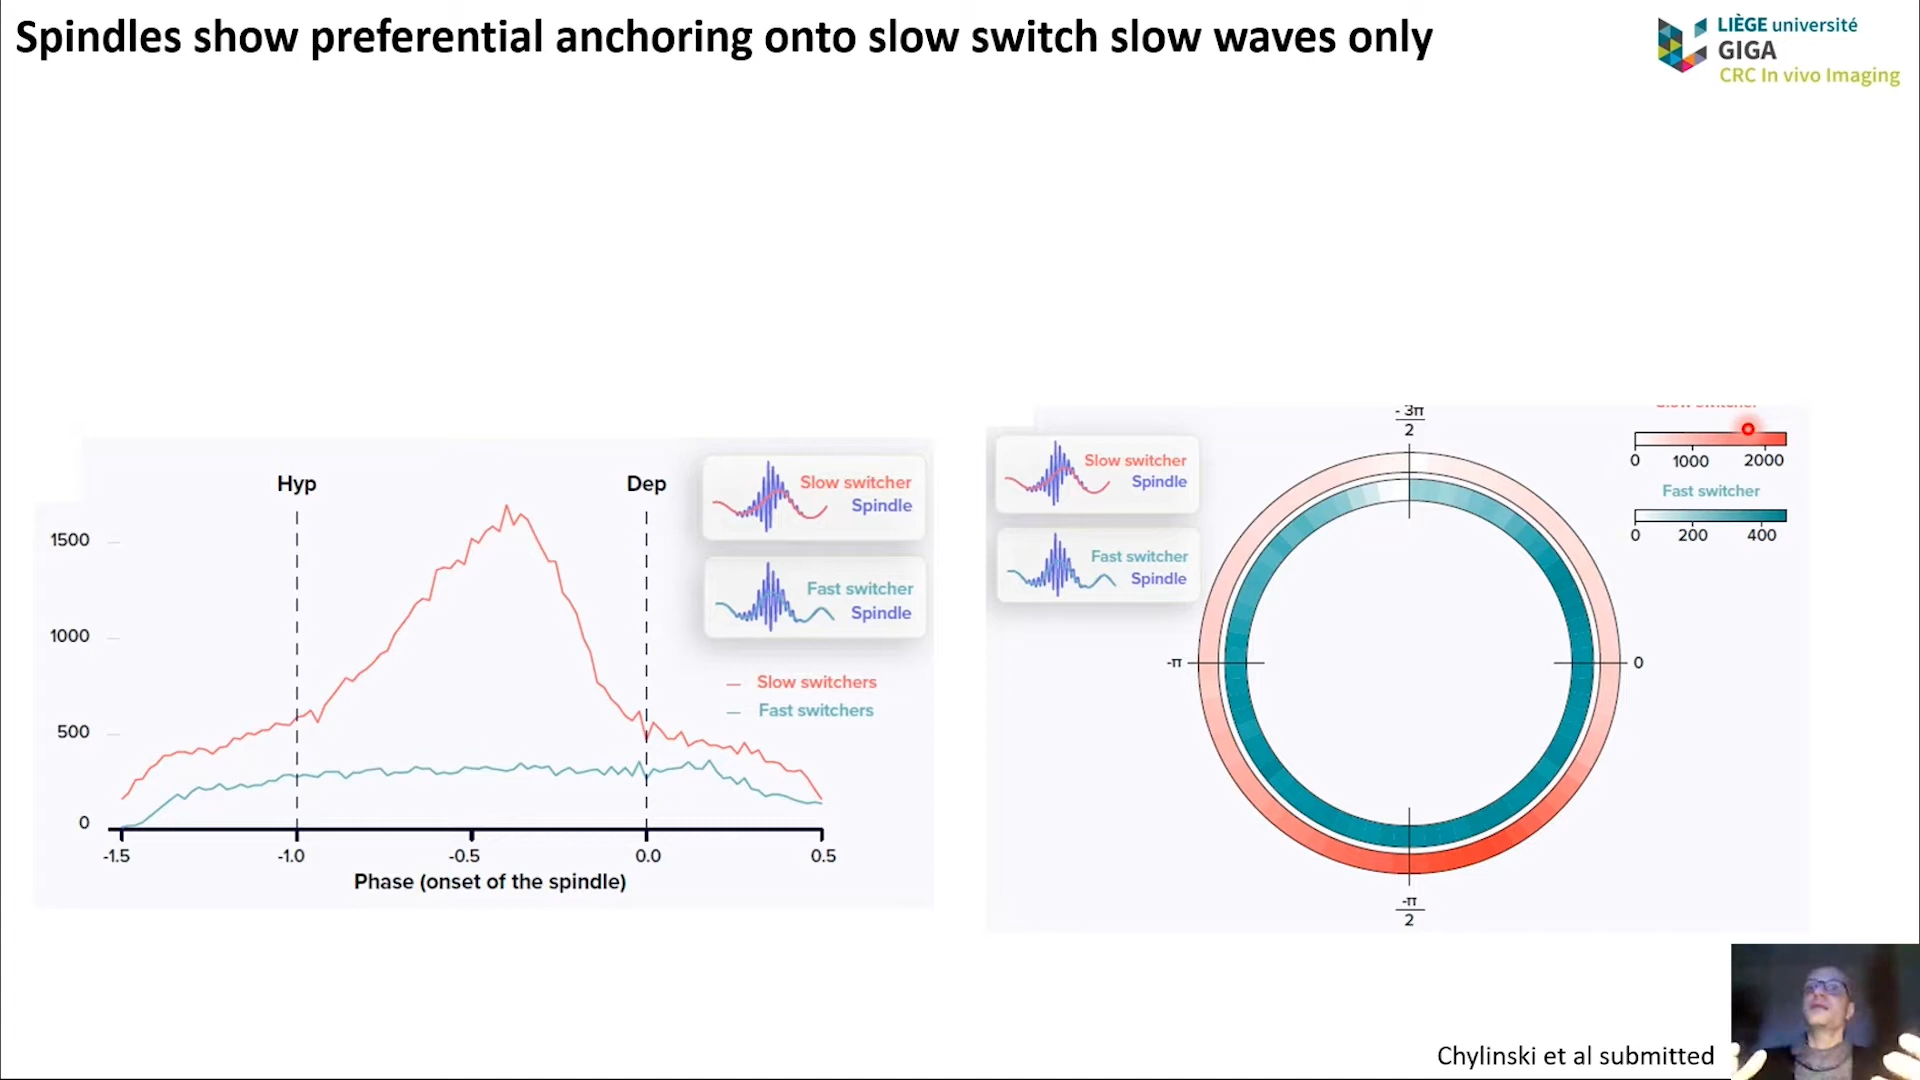 Spindles show preferential anchoring onto slow switch slow waves only
LIÈGE université
GIGA
CRC In vivo Imaging
Hyp
Dep
Slow switcher
Spindle
Fast switcher
Spindle
Slow switchers
Fast switchers
1500
1000
500
0
-1.5
-1.0
-0.5
0.0
0.5
Phase (onset of the spindle)
Slow switcher
Spindle
Fast switcher
Spindle
- 3π
2
-π
0
-π
2
0
1000
2000
Fast switcher
0
200
400
Chylinski et al submitted